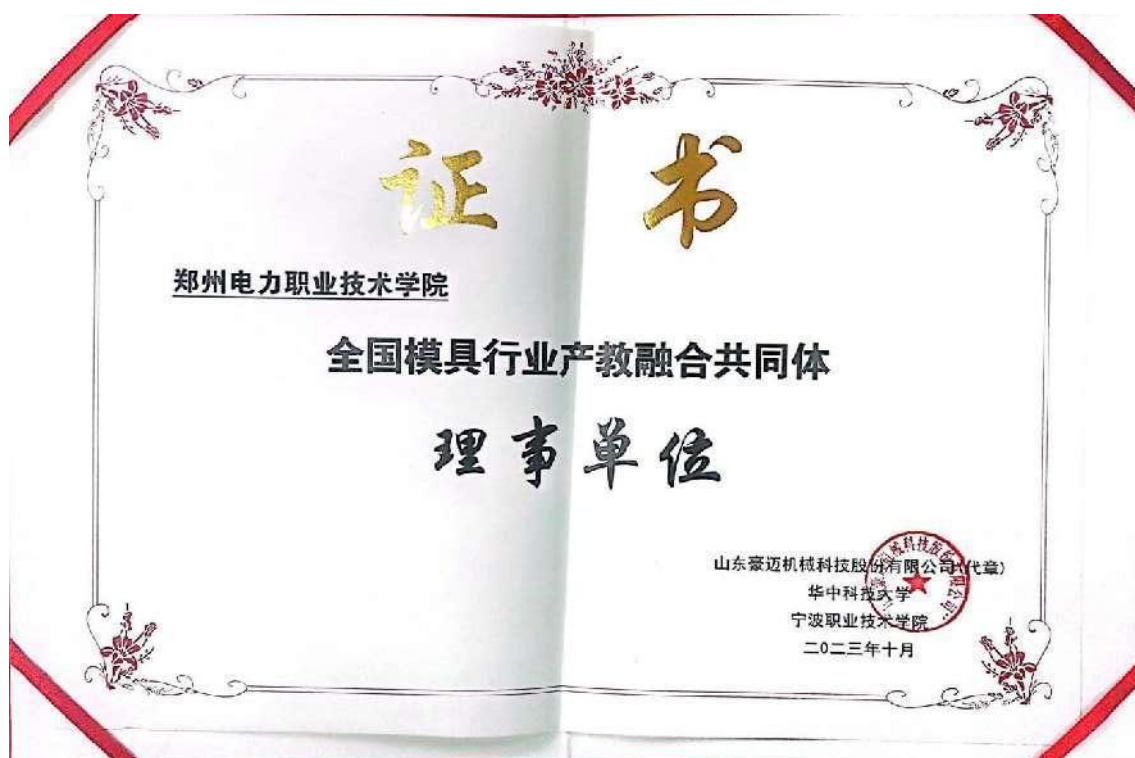 证书
郑州电力职业技术学院
全国模具行业产教融合共同体
理事单位
山东豪迈机械科技股份有限公司(代章)
华中科技大学
宁波职业技术学院
二0二三年十月